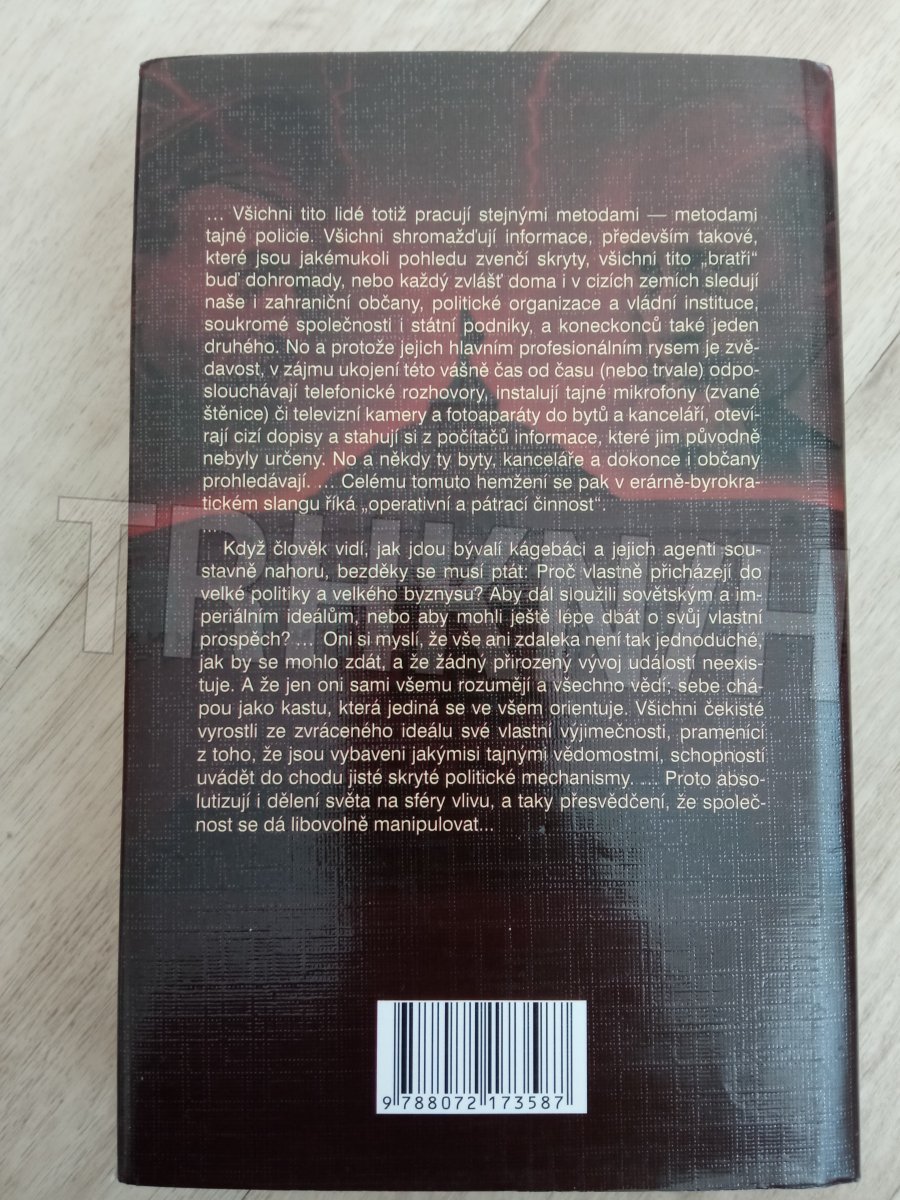 ... Všichni tito lidé totiž pracují stejnými metodami — metodami
tajné policie. Všichni shromažďují informace, především takové,
které jsou jakémukoli pohledu zvenčí skryty, všichni tito „bratři“
buď dohromady, nebo každý zvlášť doma i v cizích zemích sledují
naše i zahraniční občany, politické organizace a vládní instituce,
soukromé společnosti i státní podniky, a koneckonců také jeden
druhého. No a protože jejich hlavním profesionálním rysem je zvě-
davost, v zájmu ukojení této vášně čas od času (nebo trvale) odpo-
slouchávají telefonické rozhovory, instalují tajné mikrofony (zvané
štěnice) či televizní kamery a fotoaparáty do bytů a kanceláří, oteví-
rají cizí dopisy a stahují si z počítačů informace, které jim původně
nebyly určeny. No a někdy ty byty, kanceláře a dokonce i občany
prohledávají. ... Celému tomuto hemžení se pak v erárně-byrokra-
tickém slangu říká „operativní a pátrací činnost“.
... Když člověk vidí, jak jdou bývalí kágebáci a jejich agenti sou-
stavně nahoru, bezděky se musí ptát: Proč vlastně přicházejí do
velké politiky a velkého byznysu? Aby dál sloužili sovětským a im-
periálním ideálům, nebo aby mohli ještě lépe dbát o svůj vlastní
prospěch? ... Oni si myslí, že vše ani zdaleka není tak jednoduché,
jak by se mohlo zdát, a že žádný přirozený vývoj událostí neexis-
tuje. A že jen oni sami všemu rozumějí a všechno vědí; sebe chá-
pou jako kastu, která jediná se ve všem orientuje. Všichni čekisté
vyrostli ze zvráceného ideálu své vlastní výjimečnosti, pramenící
z toho, že jsou vybaveni jakýmisi tajnými vědomostmi, schopností
uvádět do chodu jisté skryté politické mechanismy. ... Proto abso-
lutizují i dělení světa na sféry vlivu, a taky přesvědčení, že společ-
nost se dá libovolně manipulovat...
TRHKNIH
9 788072 173587